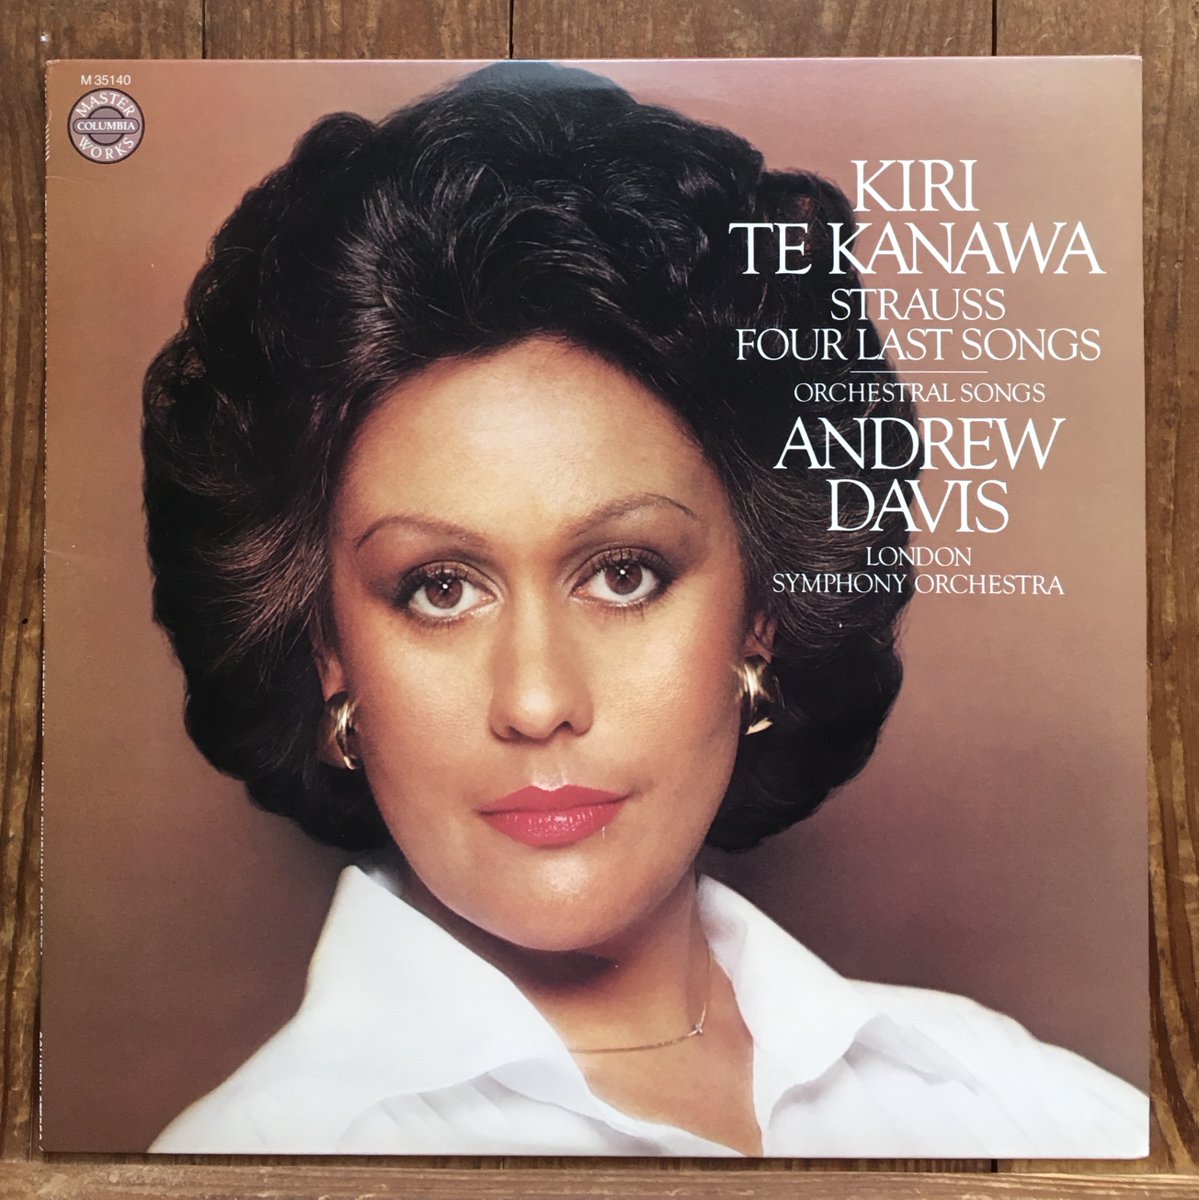 M 35140
MASTER
COLUMBIA
WORKS
KIRI
TE KANAWA
STRAUSS
FOUR LAST SONGS
ORCHESTRAL SONGS
ANDREW
DAVIS
LONDON
SYMPHONY ORCHESTRA